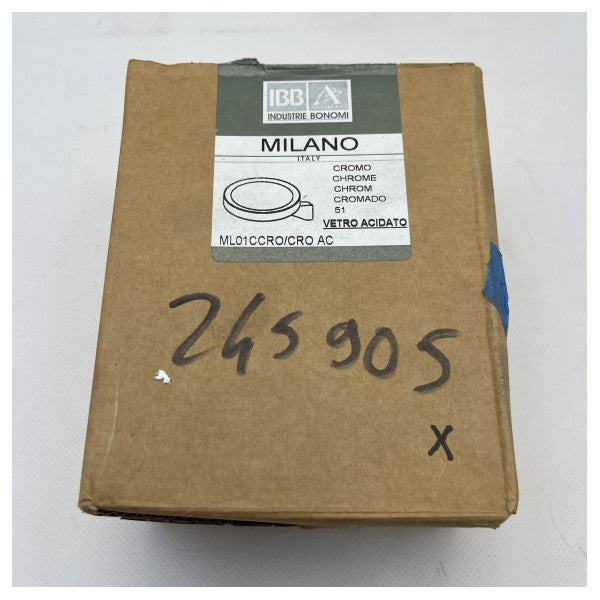 IBB
INDUSTRIE BONOMI
MILANO
ITALY
CROMO
CHROME
CHROM
CROMADO
51
VETRO ACIDATO
ML01CCRO/CRO AC
245905
X